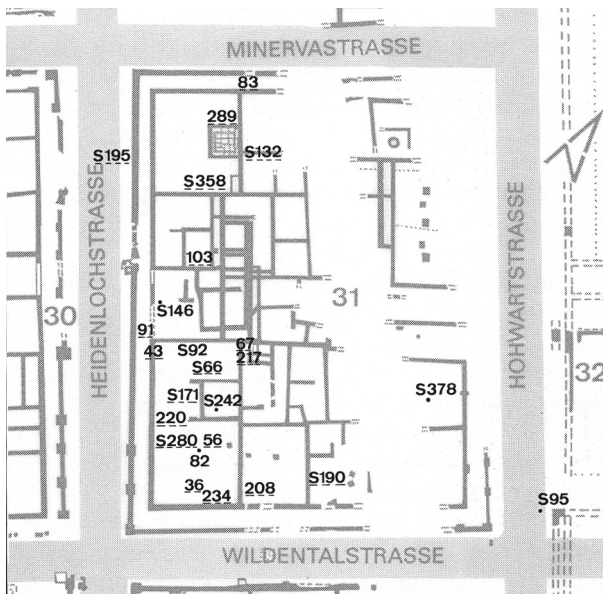 MINERVASTRASSE
83
289
S195
S132
S358
HEIDENLOCHSTRASSE
HOHWARTSTRASSE
103
S146
31
30
91
43
S92
67
217
S66
32
S171
S242
S378
220
S280
56
82
36
234
208
S190
S95
WILDENTALSTRASSE